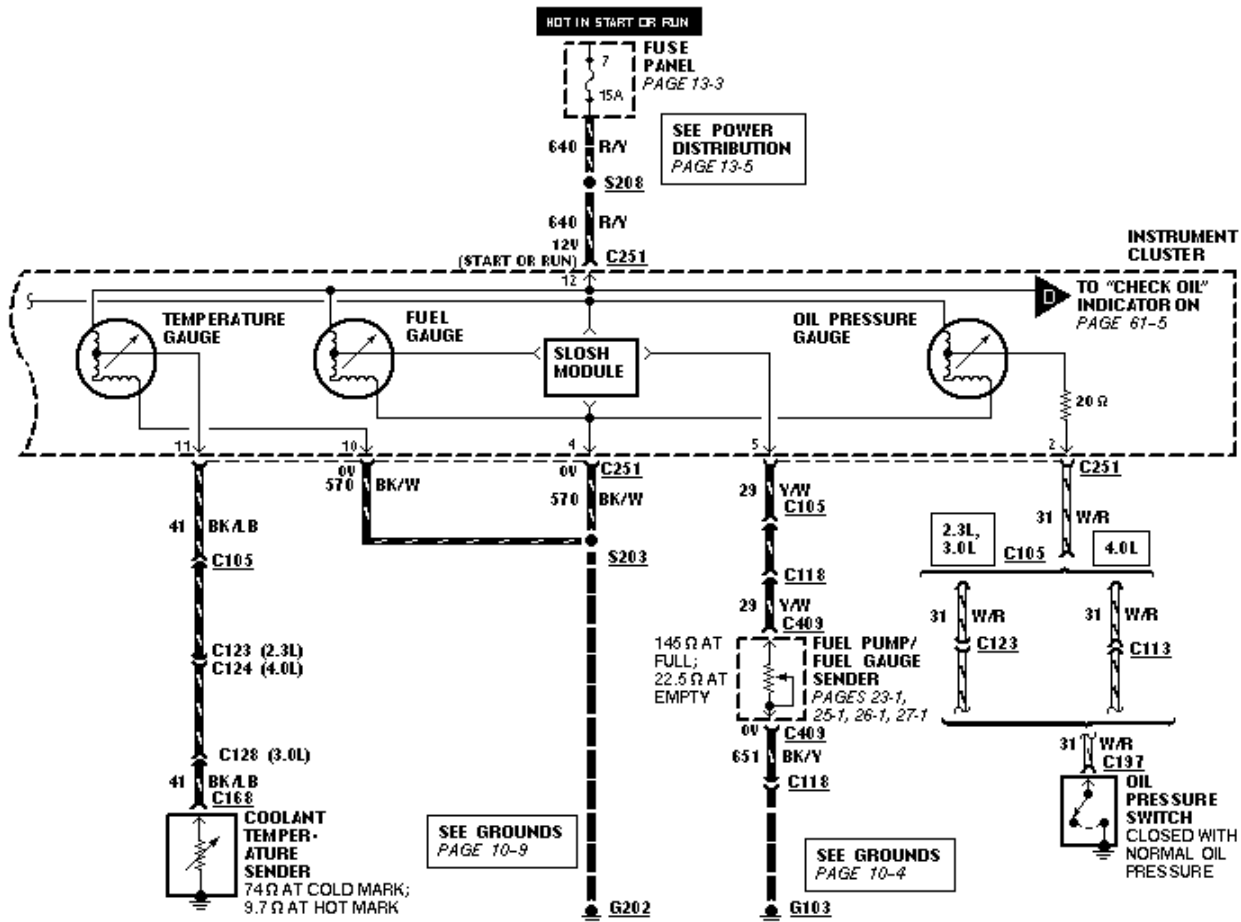 HOT IN START OR RUN
7
15A
FUSE
PANEL
PAGE 13-3
SEE POWER
DISTRIBUTION
PAGE 13-5
640 R/Y
S208
640 R/Y
12V
(START OR RUN)
C251
INSTRUMENT
CLUSTER
12
D
TO "CHECK OIL"
INDICATOR ON
PAGE 61-5
TEMPERATURE
GAUGE
FUEL
GAUGE
SLOSH
MODULE
OIL PRESSURE
GAUGE
20 Ω
11
10
4
5
2
0V
570 BK/W
0V
C251
570 BK/W
29 Y/W
C105
C251
31 W/R
41 BK/LB
C105
S203
C118
2.3L,
3.0L
C105
4.0L
29 Y/W
C409
31 W/R
C123
31 W/R
C113
C123 (2.3L)
C124 (4.0L)
145 Ω AT
FULL;
22.5 Ω AT
EMPTY
FUEL PUMP/
FUEL GAUGE
SENDER
PAGES 23-1,
25-1, 26-1, 27-1
C128 (3.0L)
0V
C409
651 BK/Y
C118
31 W/R
C197
41 BK/LB
C168
COOLANT
TEMPER-
ATURE
SENDER
74 Ω AT COLD MARK;
9.7 Ω AT HOT MARK
SEE GROUNDS
PAGE 10-9
G202
SEE GROUNDS
PAGE 10-4
G103
OIL
PRESSURE
SWITCH
CLOSED WITH
NORMAL OIL
PRESSURE